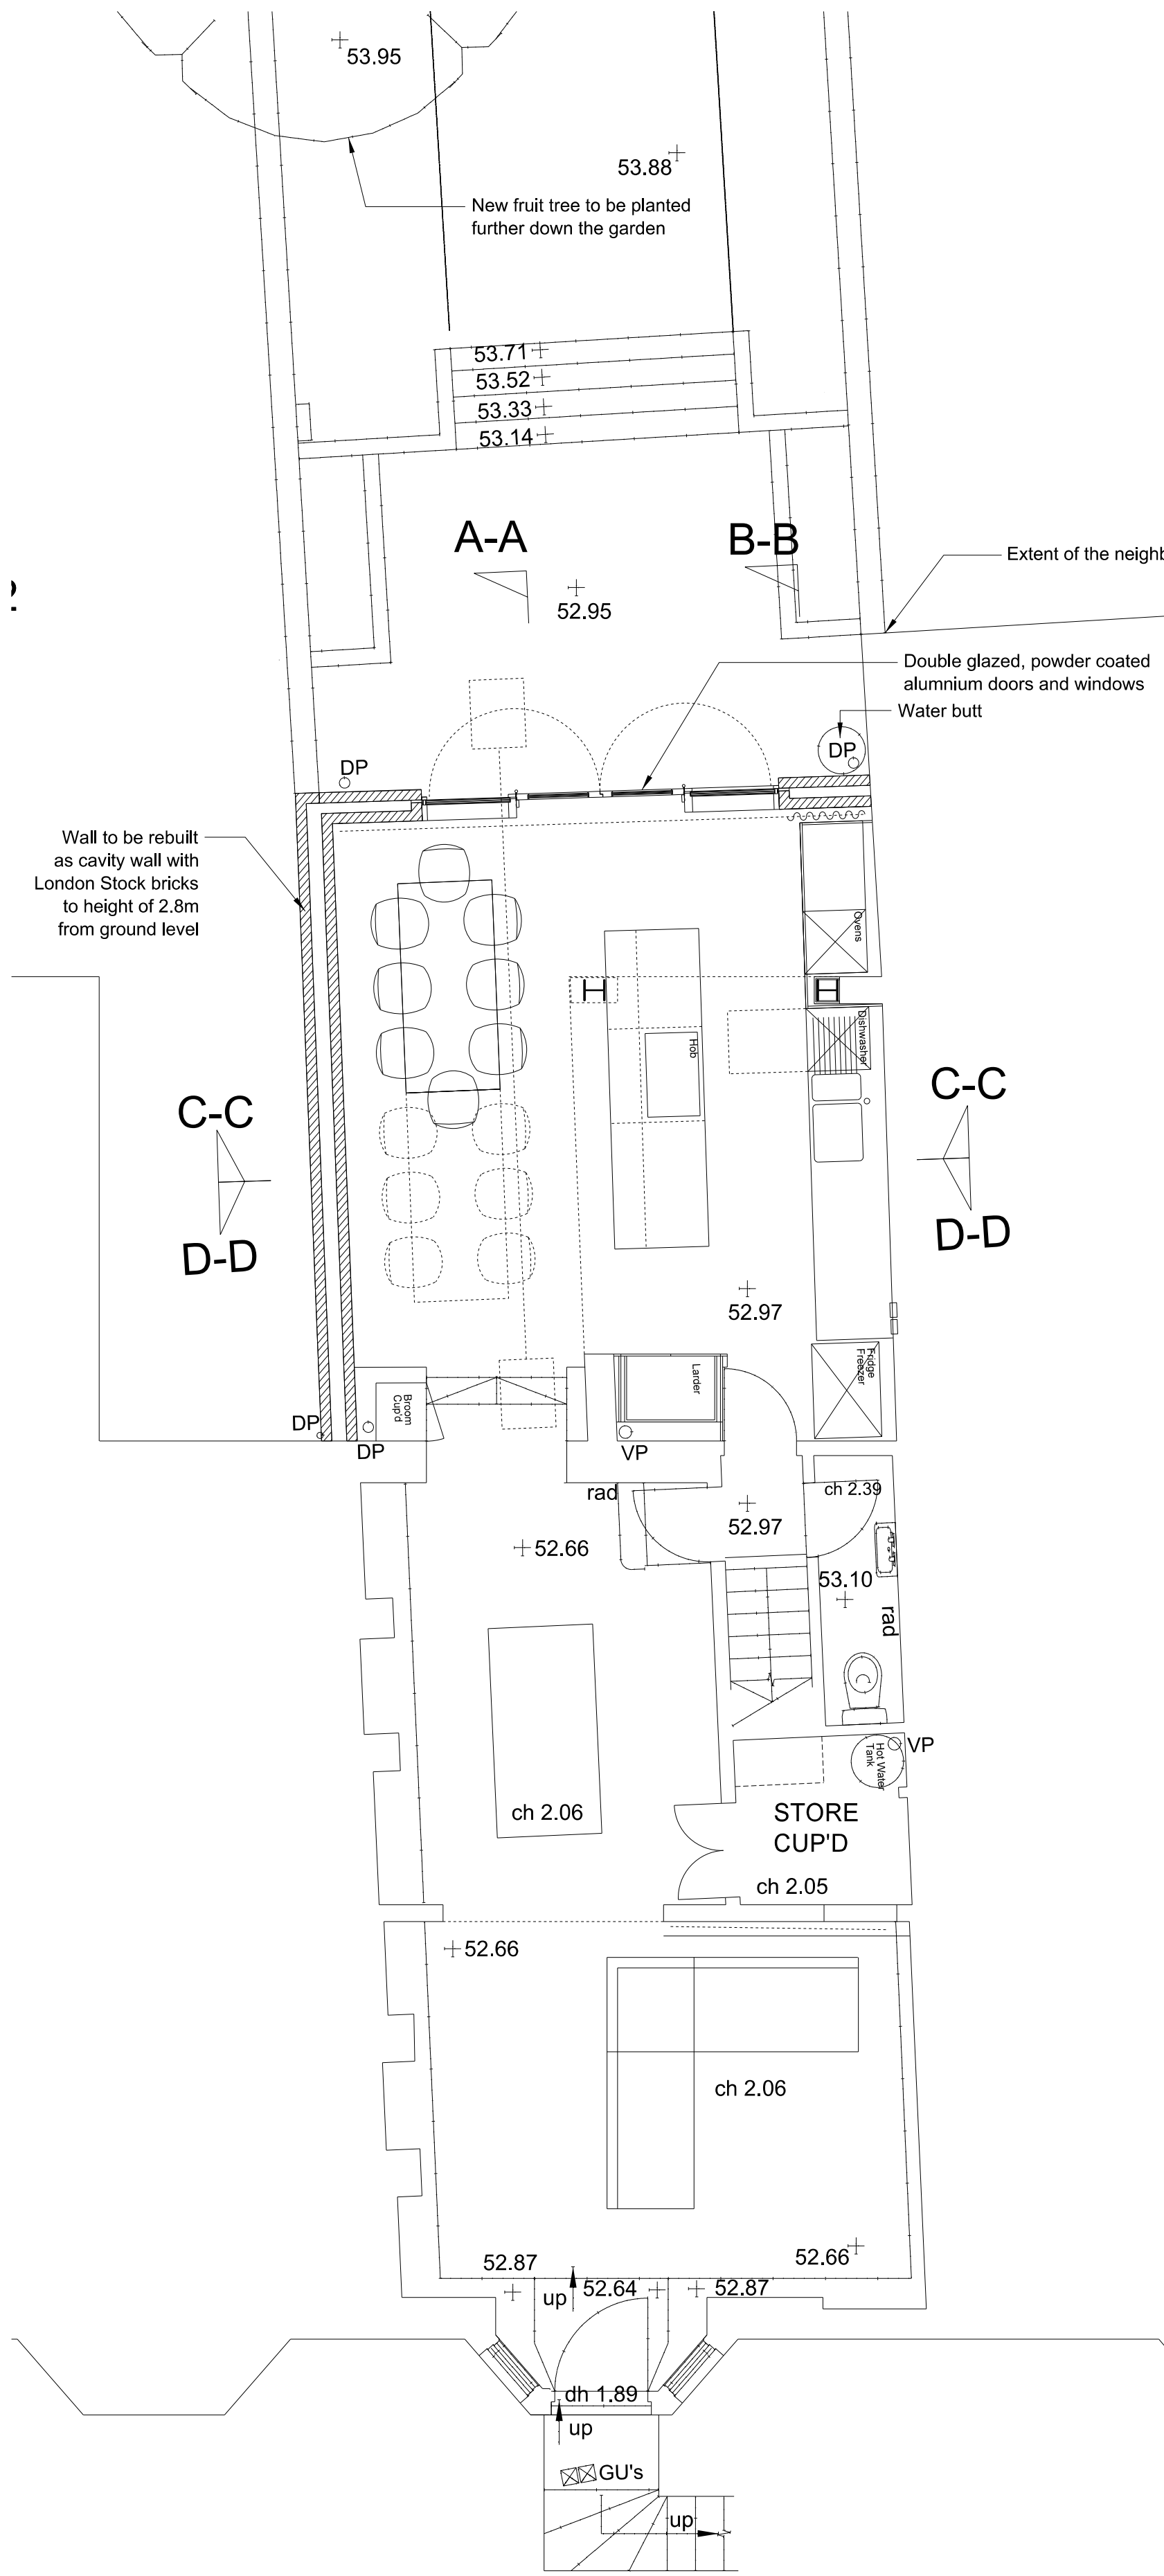 53.95
53.88
New fruit tree to be planted
further down the garden
53.71
53.52
53.33
53.14
A-A
B-B
52.95
Extent of the
Double glazed, powder coated
alumnium doors and windows
Water butt
DP
DP
Wall to be rebuilt
as cavity wall with
London Stock bricks
to height of 2.8m
from ground level
Ovens
Dishwasher
Hob
C-C
C-C
D-D
D-D
52.97
Fridge
Freezer
Larder
Broom
Cup'd
DP
DP
VP
rad
ch 2.39
52.97
52.66
53.10
rad
VP
Hot Water
Tank
ch 2.06
STORE
CUP'D
ch 2.05
52.66
ch 2.06
52.66
52.87
52.64
52.87
up
dh 1.89
up
GU's
up